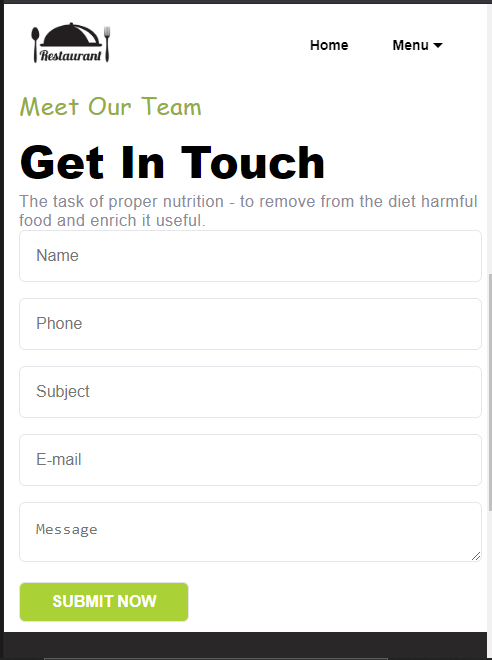 Restaurant
Home
Menu
Meet Our Team
Get In Touch
The task of proper nutrition - to remove from the diet harmful
food and enrich it useful.
Name
Phone
Subject
E-mail
Message
SUBMIT NOW